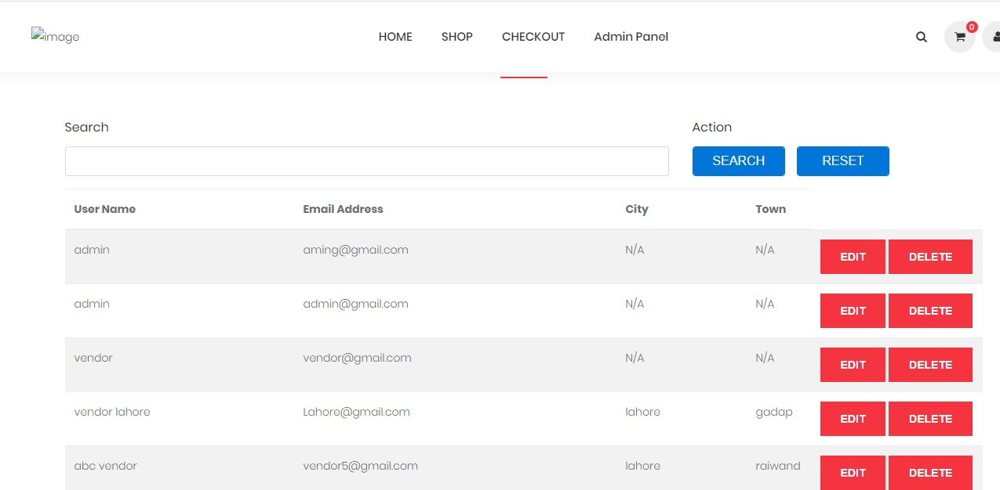 image
HOME SHOP CHECKOUT Admin Panel
0
Search Action
SEARCH RESET
User Name Email Address City Town
admin aming@gmail.com N/A N/A EDIT DELETE
admin admin@gmail.com N/A N/A EDIT DELETE
vendor vendor@gmail.com N/A N/A EDIT DELETE
vendor lahore Lahore@gmail.com lahore gadap EDIT DELETE
abc vendor vendor5@gmail.com lahore raiwand EDIT DELETE